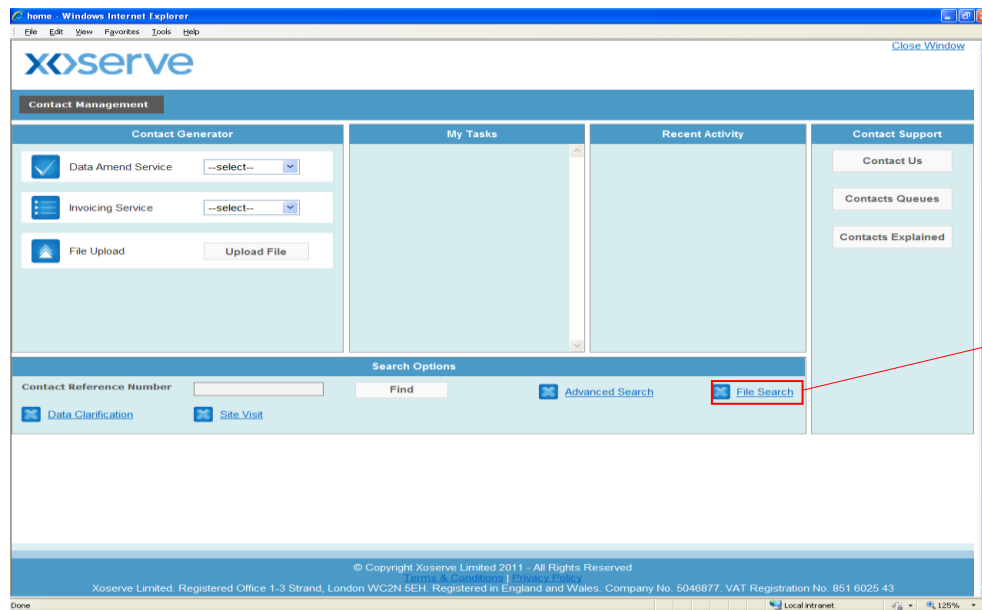 home - Windows Internet Explorer
File Edit View Favorites Tools Help
Close Window
xoserve
Contact Management
Contact Generator
My Tasks
Recent Activity
Contact Support
Data Amend Service
--select--
Contact Us
Invoicing Service
--select--
Contacts Queues
File Upload
Upload File
Contacts Explained
Search Options
Contact Reference Number
Find
Advanced Search
File Search
Data Clarification
Site Visit
© Copyright Xoserve Limited 2011 - All Rights Reserved
Terms & Conditions | Privacy Policy
Xoserve Limited. Registered Office 1-3 Strand, London WC2N 5EH. Registered in England and Wales. Company No. 5046877. VAT Registration No. 851 6025 43
Done
Local intranet
125%